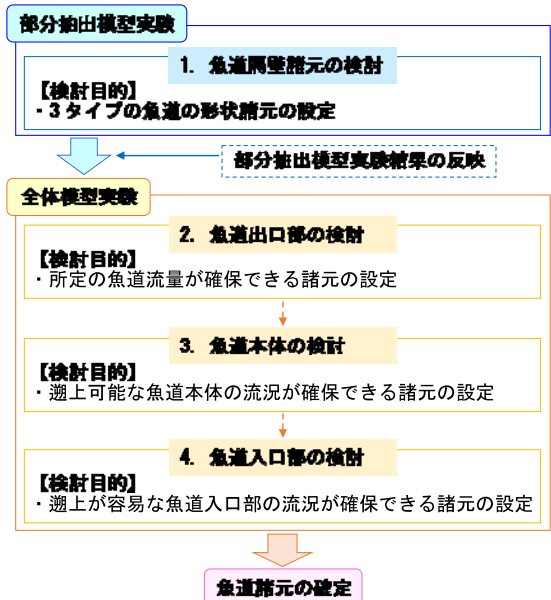 部分抽出模型実験
1. 魚道隔壁諸元の検討
【検討目的】
・3タイプの魚道の形状諸元の設定
部分抽出模型実験結果の反映
全体模型実験
2. 魚道出口部の検討
【検討目的】
・所定の魚道流量が確保できる諸元の設定
3. 魚道本体の検討
【検討目的】
・遡上可能な魚道本体の流況が確保できる諸元の設定
4. 魚道入口部の検討
【検討目的】
・遡上が容易な魚道入口部の流況が確保できる諸元の設定
魚道諸元の確定